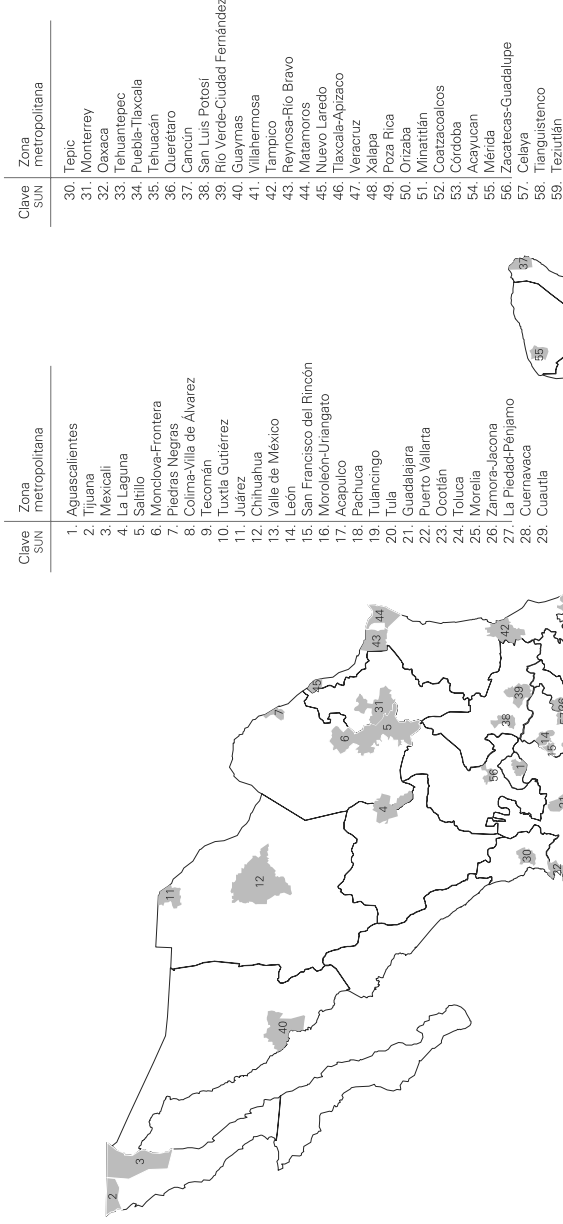 Clave SUN
Zona metropolitana
1. Aguascalientes
2. Tijuana
3. Mexicali
4. La Laguna
5. Saltillo
6. Monclova-Frontera
7. Piedras Negras
8. Colima-Villa de Álvarez
9. Tecomán
10. Tuxtla Gutiérrez
11. Juárez
12. Chihuahua
13. Valle de México
14. León
15. San Francisco del Rincón
16. Moroleón-Uriangato
17. Acapulco
18. Pachuca
19. Tulancingo
20. Tula
21. Guadalajara
22. Puerto Vallarta
23. Ocotlán
24. Toluca
25. Morelia
26. Zamora-Jacona
27. La Piedad-Pénjamo
28. Cuernavaca
29. Cuautla
Clave SUN
Zona metropolitana
30. Tepic
31. Monterrey
32. Oaxaca
33. Tehuantepec
34. Puebla-Tlaxcala
35. Tehuacán
36. Querétaro
37. Cancún
38. San Luis Potosí
39. Río Verde-Ciudad Fernández
40. Guaymas
41. Villahermosa
42. Tampico
43. Reynosa-Río Bravo
44. Matamoros
45. Nuevo Laredo
46. Tlaxcala-Apizaco
47. Veracruz
48. Xalapa
49. Poza Rica
50. Orizaba
51. Minatitlán
52. Coatzacoalcos
53. Córdoba
54. Acayucan
55. Mérida
56. Zacatecas-Guadalupe
57. Celaya
58. Tianguistenco
59. Teziutlán
2
3
40
11
12
7
45
6
31
5
4
43
44
42
39
38
56
1
14
15
30
22
55
37